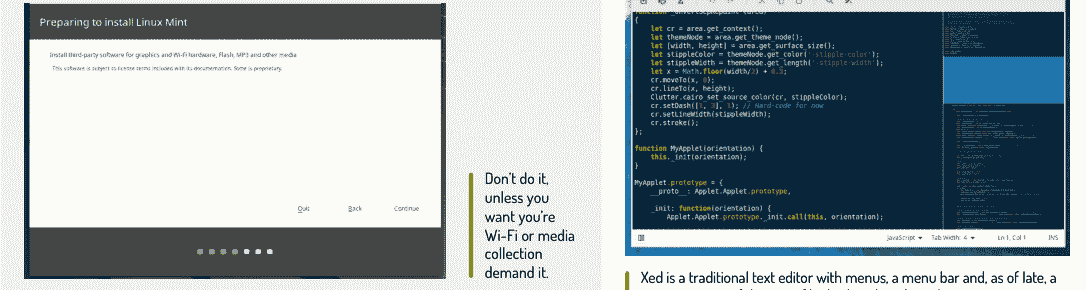 Preparing to install Linux Mint
Install third-party software for graphics and Wi-Fi hardware, Flash, MP3 and other media
This software is subject to license terms included with its documentation. Some is proprietary.
Quit Back Continue
Don't do it,
unless you
want you're
Wi-Fi or media
collection
demand it.
let cr = area.get_context();
let themeNode = area.get_theme_node();
let [width, height] = area.get_surface_size();
let stippleColor = themeNode.get_color('-stipple-color');
let stippleWidth = themeNode.get_length('-stipple-width');
let x = Math.floor(width/2) + 0.5;
cr.moveTo(x, 0);
cr.lineTo(x, height);
Clutter.cairo_set_source_color(cr, stippleColor);
cr.setDash([1, 3], 1); // Hard-code for now
cr.setLineWidth(stippleWidth);
cr.stroke();
};
function MyApplet(orientation) {
this._init(orientation);
}
MyApplet.prototype = {
__proto__: Applet.Applet.prototype,
_init: function(orientation) {
Applet.Applet.prototype._init.call(this, orientation);
JavaScript Tab Width: 4 Ln 1, Col 1 INS
Xed is a traditional text editor with menus, a menu bar and, as of late, a